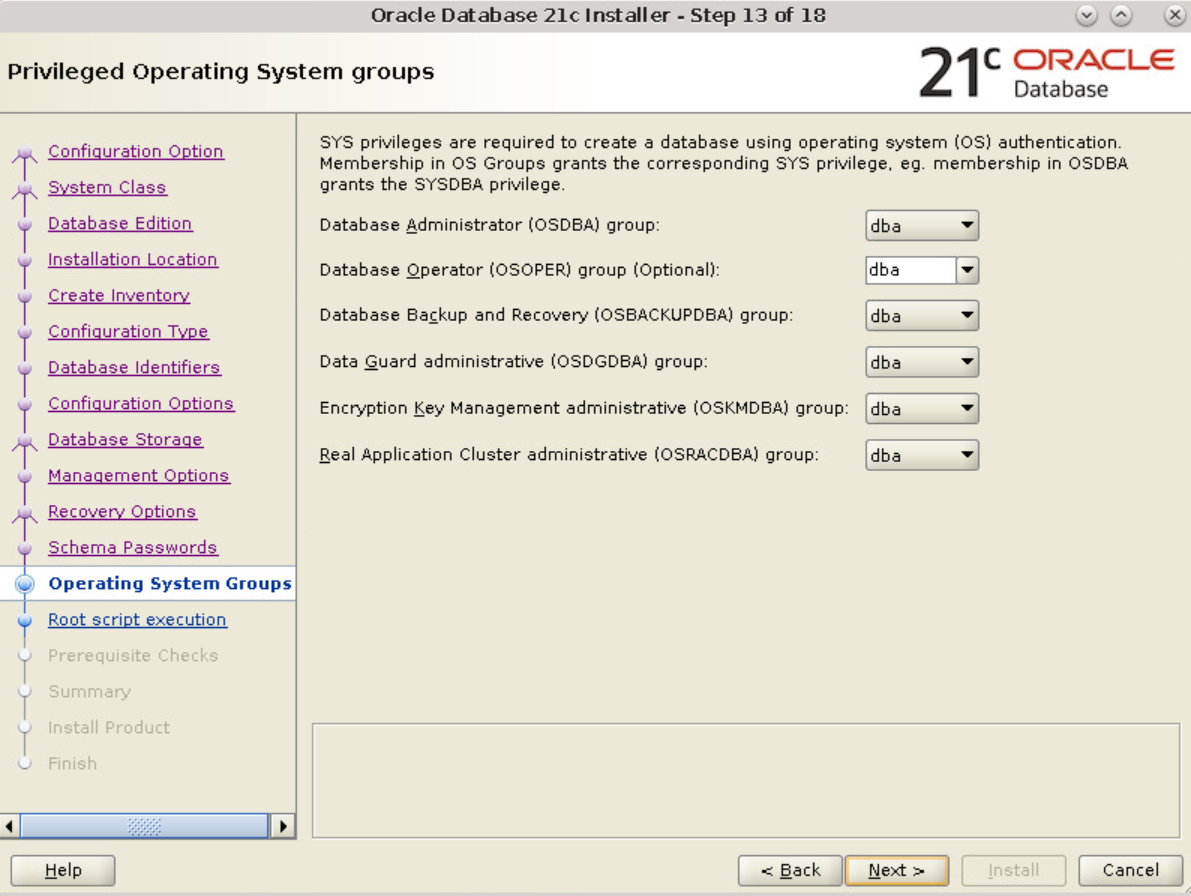 Oracle Database 21c Installer - Step 13 of 18
Privileged Operating System groups
21c ORACLE
Database
Configuration Option
System Class
Database Edition
Installation Location
Create Inventory
Configuration Type
Database Identifiers
Configuration Options
Database Storage
Management Options
Recovery Options
Schema Passwords
Operating System Groups
Root script execution
Prerequisite Checks
Summary
Install Product
Finish
SYS privileges are required to create a database using operating system (OS) authentication.
Membership in OS Groups grants the corresponding SYS privilege, eg. membership in OSDBA
grants the SYSDBA privilege.
Database Administrator (OSDBA) group: dba
Database Operator (OSOPER) group (Optional): dba
Database Backup and Recovery (OSBACKUPDBA) group: dba
Data Guard administrative (OSDGDBA) group: dba
Encryption Key Management administrative (OSKMDBA) group: dba
Real Application Cluster administrative (OSRACDBA) group: dba
Help < Back Next > Install Cancel